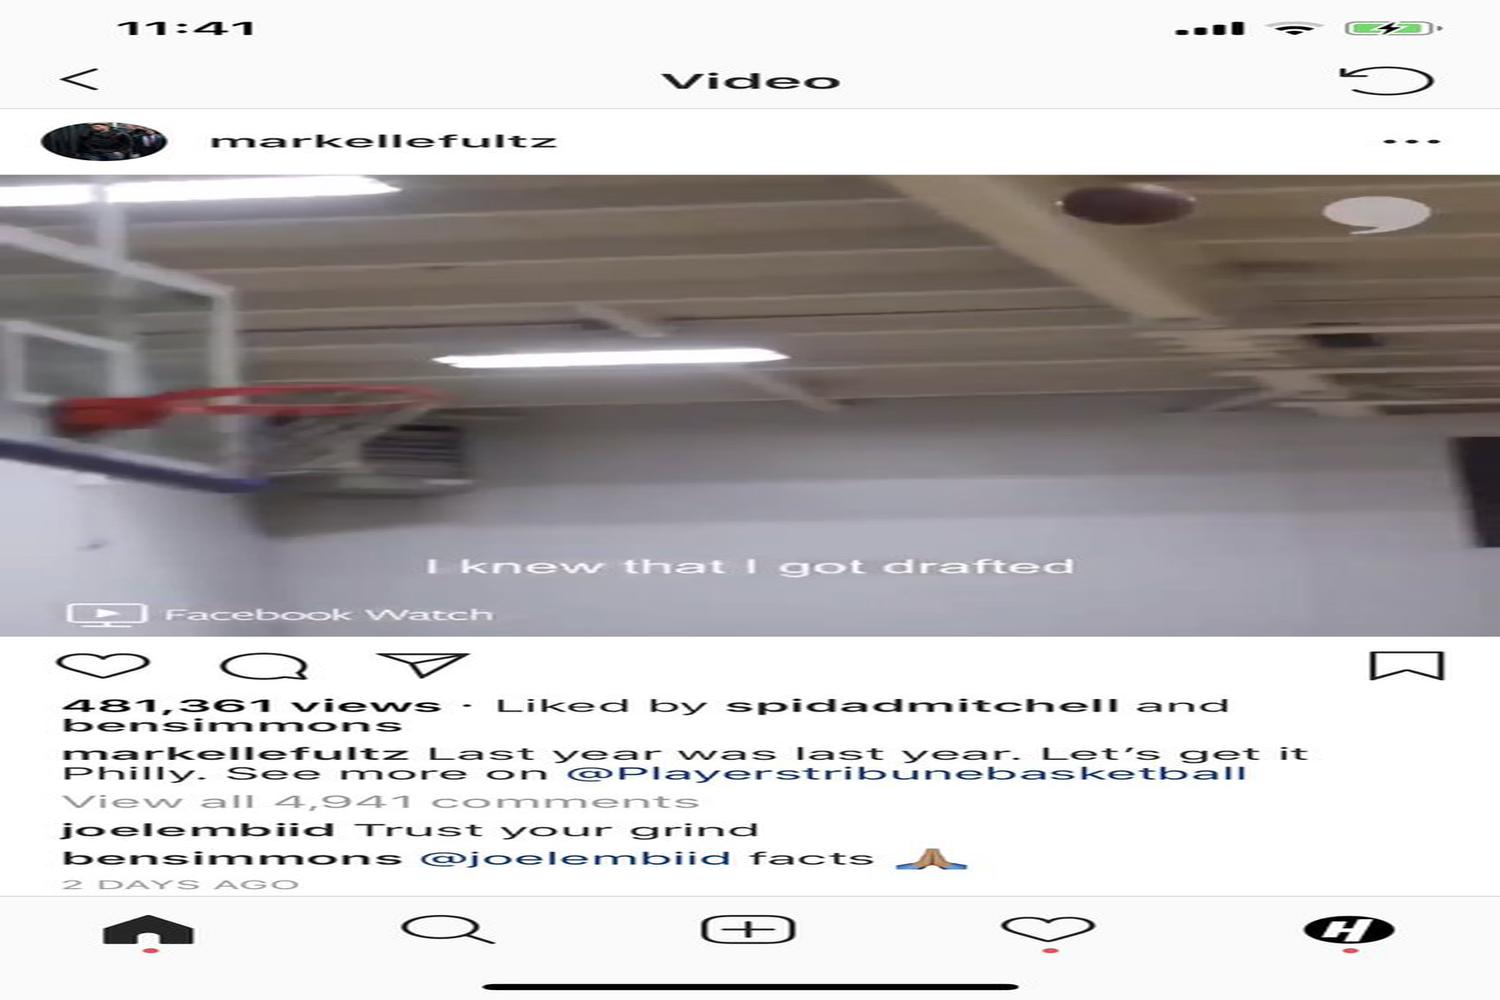 11:41
Video
markellefultz
I knew that I got drafted
Facebook Watch
481,361 views · Liked by spidadmitchell and
bensimmons
markellefultz Last year was last year. Let’s get it
Philly. See more on @Playerstribunebasketball
View all 4,941 comments
joelembiid Trust your grind
bensimmons @joelembiid facts 🙏🏽
2 DAYS AGO
H